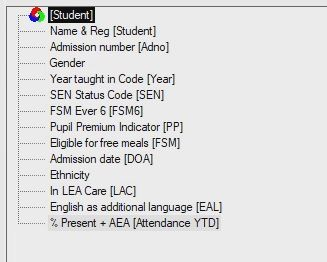 [Student]
Name & Reg [Student]
Admission number [Adno]
Gender
Year taught in Code [Year]
SEN Status Code [SEN]
FSM Ever 6 [FSM6]
Pupil Premium Indicator [PP]
Eligible for free meals [FSM]
Admission date [DOA]
Ethnicity
In LEA Care [LAC]
English as additional language [EAL]
% Present + AEA [Attendance YTD]